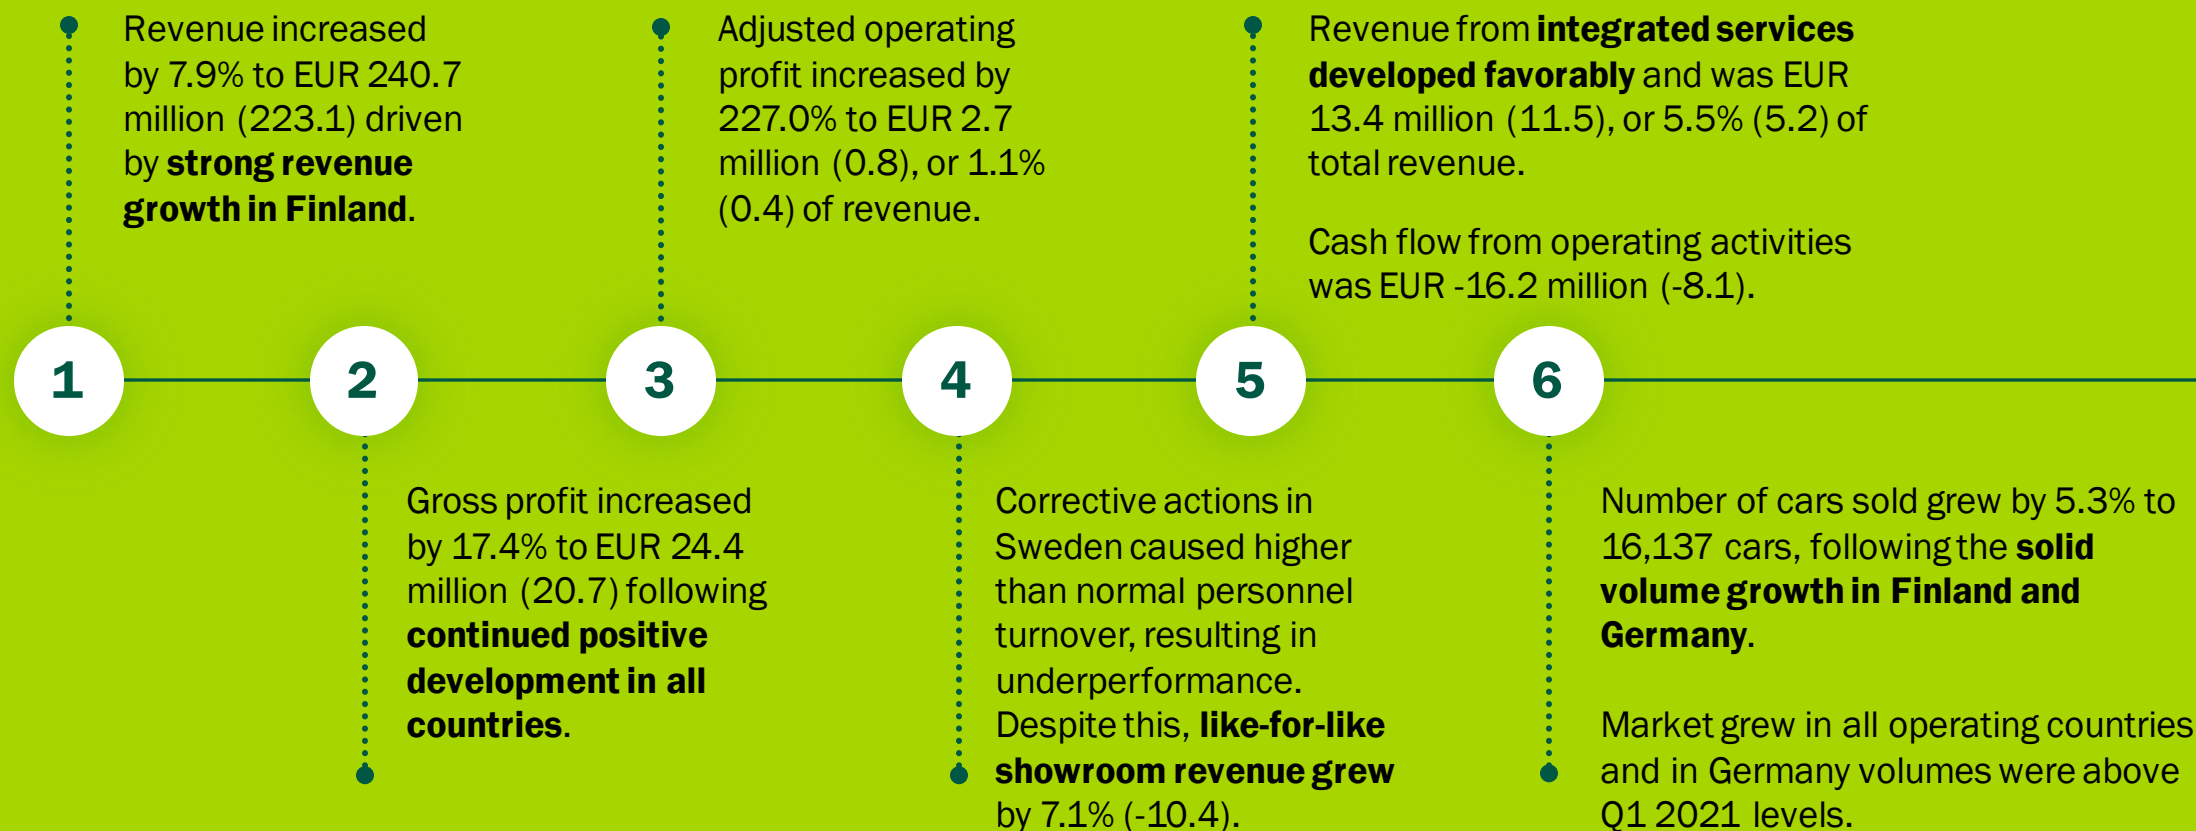 1
Revenue increased
by 7.9% to EUR 240.7
million (223.1) driven
by strong revenue
growth in Finland.
2
Gross profit increased
by 17.4% to EUR 24.4
million (20.7) following
continued positive
development in all
countries.
3
Adjusted operating
profit increased by
227.0% to EUR 2.7
million (0.8), or 1.1%
(0.4) of revenue.
4
Corrective actions in
Sweden caused higher
than normal personnel
turnover, resulting in
underperformance.
Despite this, like-for-like
showroom revenue grew
by 7.1% (-10.4).
5
Revenue from integrated services
developed favorably and was EUR
13.4 million (11.5), or 5.5% (5.2) of
total revenue.
Cash flow from operating activities
was EUR -16.2 million (-8.1).
6
Number of cars sold grew by 5.3% to
16,137 cars, following the solid
volume growth in Finland and
Germany.
Market grew in all operating countries
and in Germany volumes were above
Q1 2021 levels.